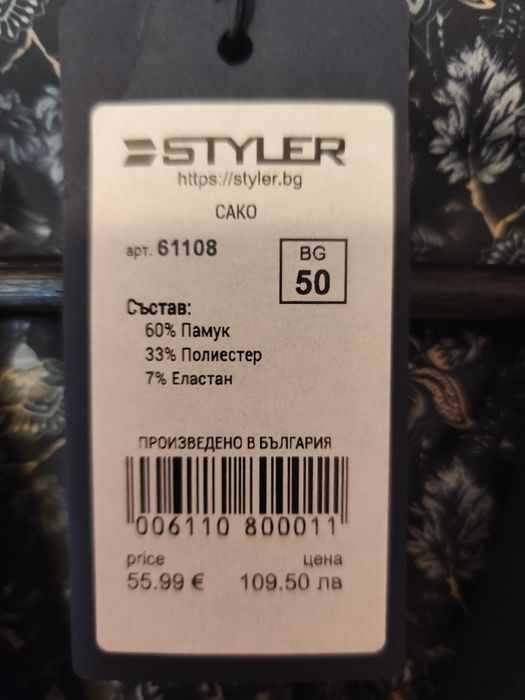 STYLER
https://styler.bg
САКО
арт. 61108
BG
50
Състав:
60% Памук
33% Полиестер
7% Еластан
ПРОИЗВЕДЕНО В БЪЛГАРИЯ
006110 800011
price цена
55.99 € 109.50 лв